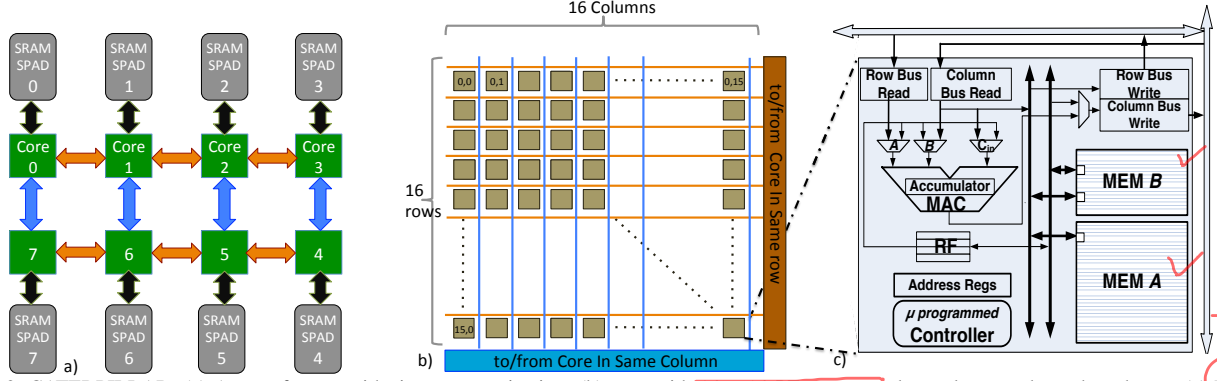 SRAM SPAD 0
SRAM SPAD 1
SRAM SPAD 2
SRAM SPAD 3
Core 0
Core 1
Core 2
Core 3
7
6
5
4
SRAM SPAD 7
SRAM SPAD 6
SRAM SPAD 5
SRAM SPAD 4
a)
16 Columns
16 rows
0,0
0,1
0,15
15,0
to/from Core In Same row
to/from Core In Same Column
b)
Row Bus Read
Column Bus Read
Row Bus Write
Column Bus Write
A
B
Cin
Accumulator
MAC
RF
Address Regs
μ programmed
Controller
MEM B
MEM A
c)